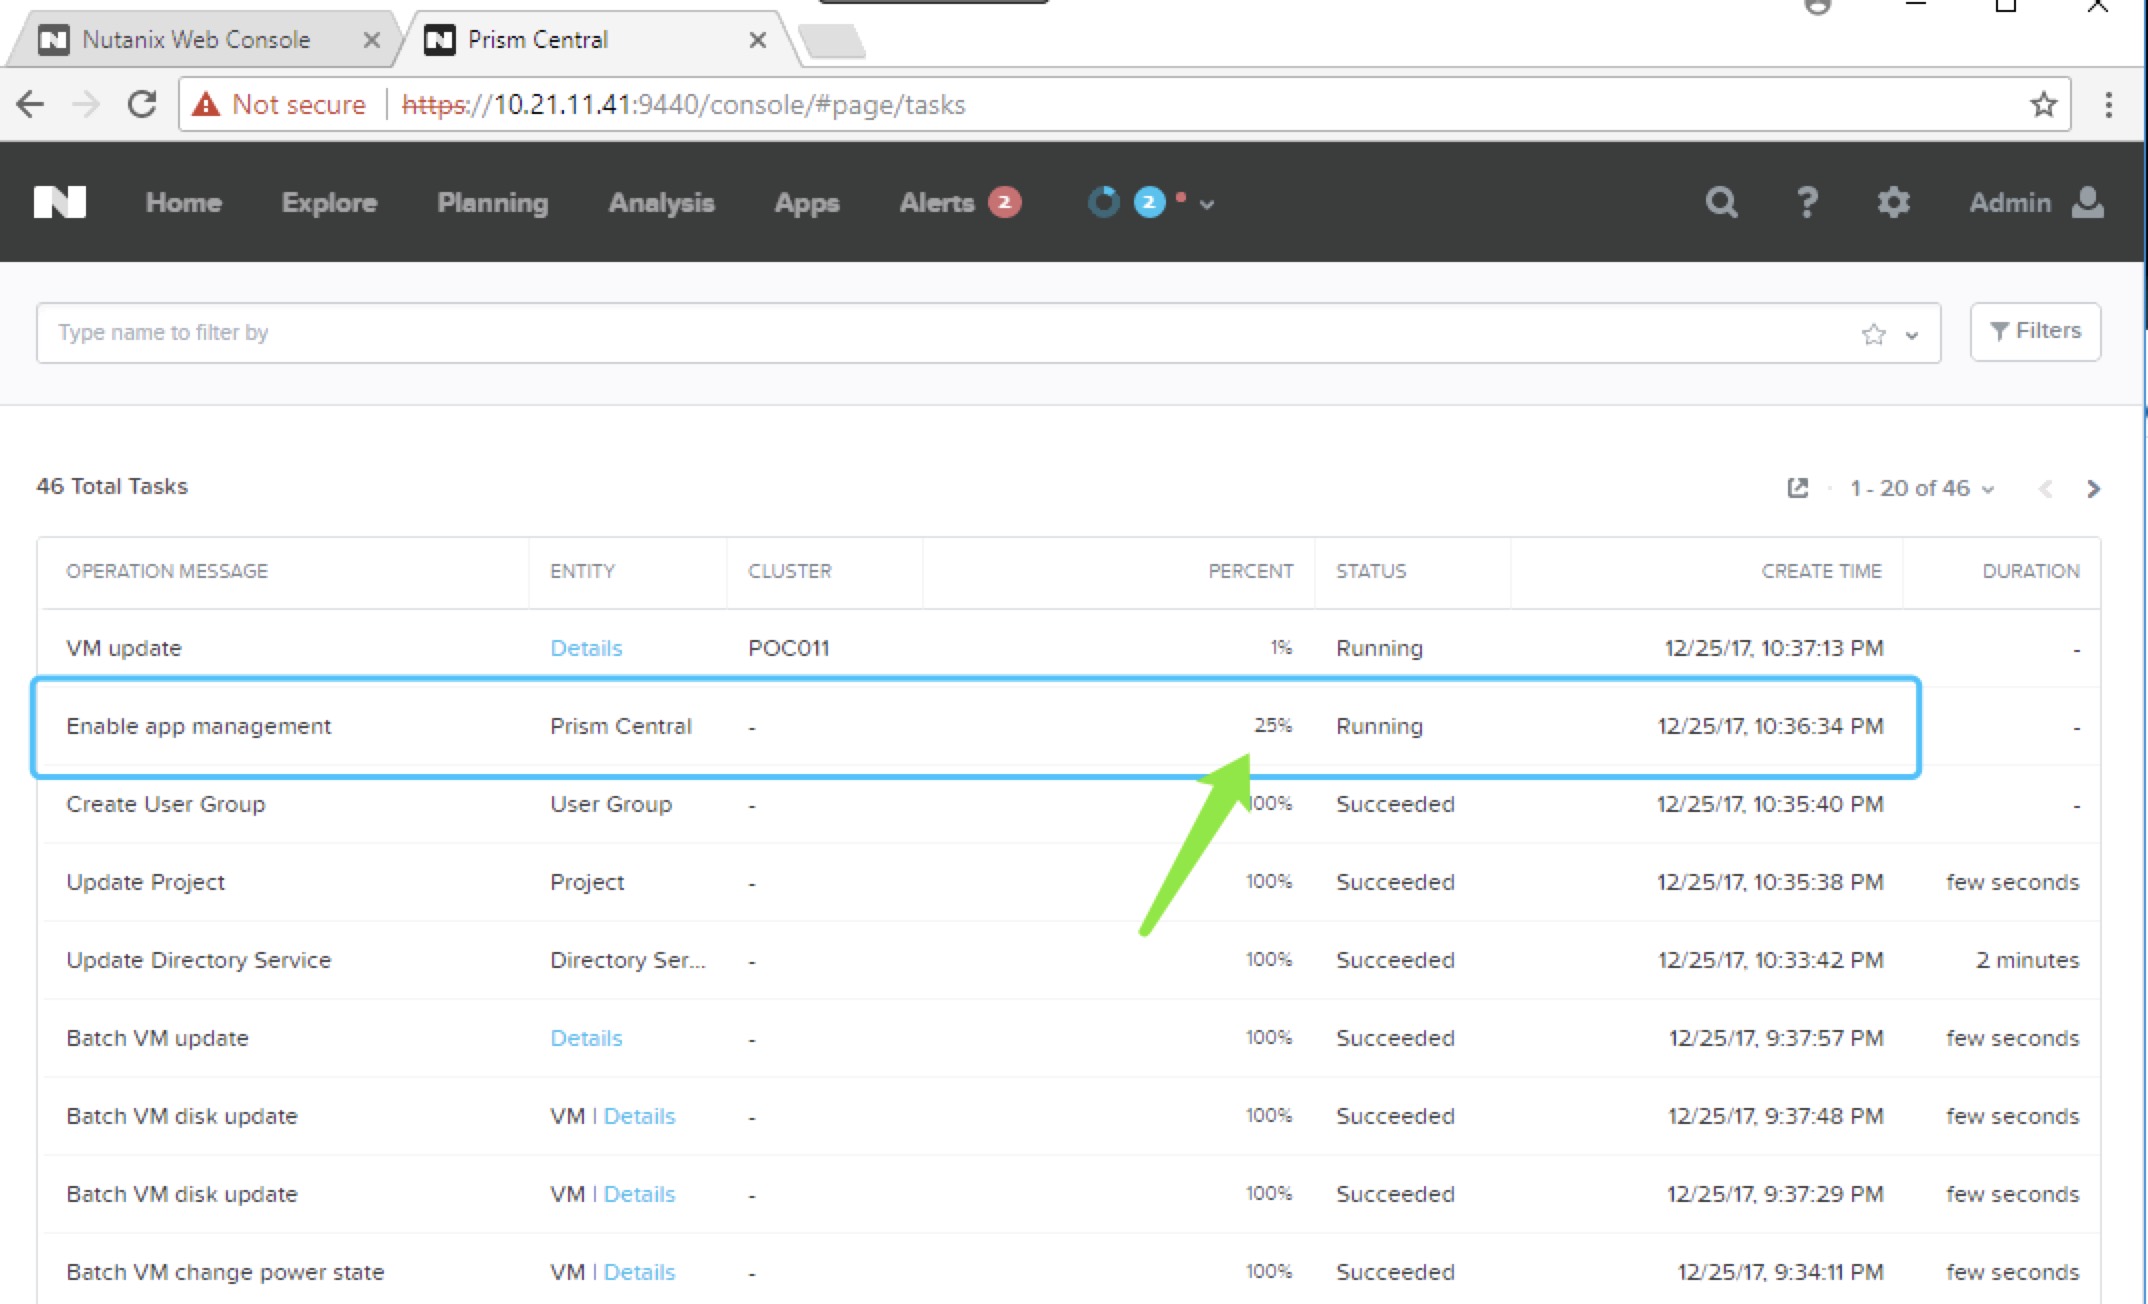 Nutanix Web Console
Prism Central
Not secure https://10.21.11.41:9440/console/#page/tasks
Home Explore Planning Analysis Apps Alerts 2 2 ? Admin
Type name to filter by
Filters
46 Total Tasks
1 - 20 of 46
OPERATION MESSAGE ENTITY CLUSTER PERCENT STATUS CREATE TIME DURATION
VM update Details POC011 1% Running 12/25/17, 10:37:13 PM -
Enable app management Prism Central - 25% Running 12/25/17, 10:36:34 PM -
Create User Group User Group - 100% Succeeded 12/25/17, 10:35:40 PM -
Update Project Project - 100% Succeeded 12/25/17, 10:35:38 PM few seconds
Update Directory Service Directory Ser... - 100% Succeeded 12/25/17, 10:33:42 PM 2 minutes
Batch VM update Details - 100% Succeeded 12/25/17, 9:37:57 PM few seconds
Batch VM disk update VM | Details - 100% Succeeded 12/25/17, 9:37:48 PM few seconds
Batch VM disk update VM | Details - 100% Succeeded 12/25/17, 9:37:29 PM few seconds
Batch VM change power state VM | Details - 100% Succeeded 12/25/17, 9:34:11 PM few seconds